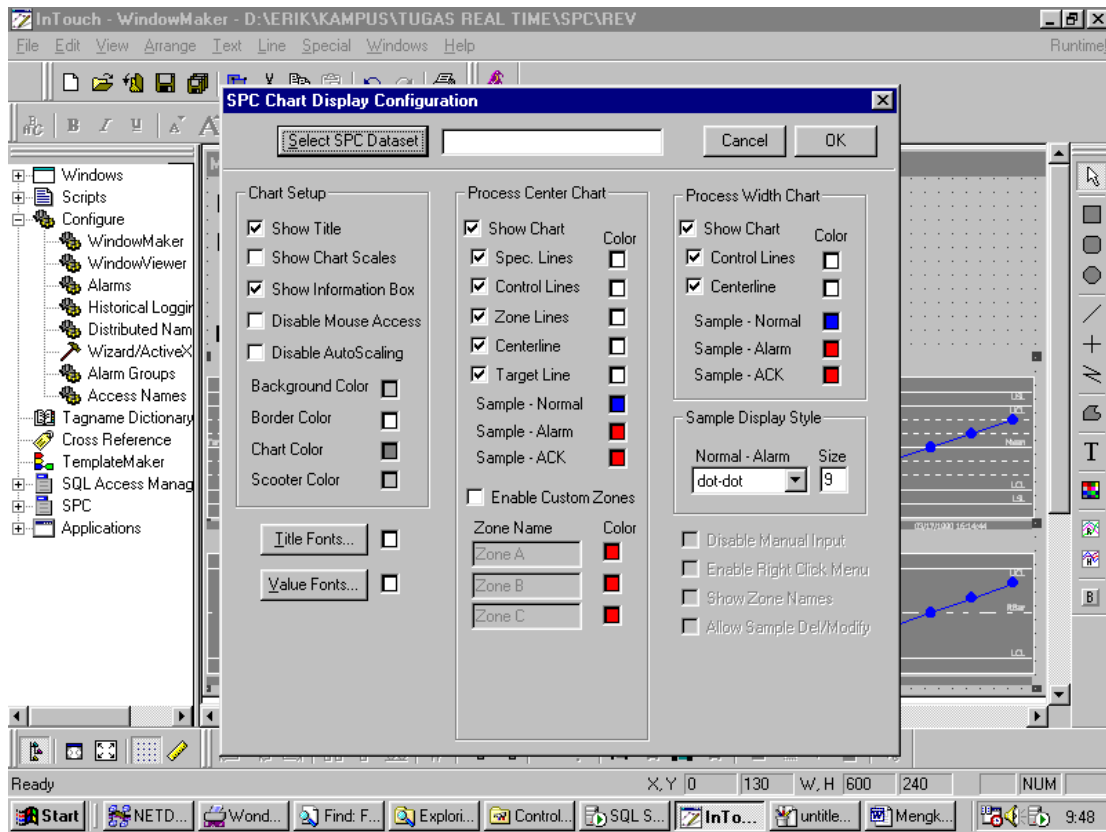 InTouch - WindowMaker - D:\ERIK\KAMPUS\TUGAS REAL TIME\SPC\REV
File Edit View Arrange Text Line Special Windows Help
Runtime
SPC Chart Display Configuration
Select SPC Dataset
Cancel
OK
Windows
Scripts
Configure
WindowMaker
WindowViewer
Alarms
Historical Loggin
Distributed Nam
Wizard/ActiveX
Alarm Groups
Access Names
Tagname Dictionary
Cross Reference
TemplateMaker
SQL Access Manag
SPC
Applications
Chart Setup
Show Title
Show Chart Scales
Show Information Box
Disable Mouse Access
Disable AutoScaling
Background Color
Border Color
Chart Color
Scooter Color
Title Fonts...
Value Fonts...
Process Center Chart
Show Chart
Color
Spec. Lines
Control Lines
Zone Lines
Centerline
Target Line
Sample - Normal
Sample - Alarm
Sample - ACK
Enable Custom Zones
Zone Name Color
Zone A
Zone B
Zone C
Process Width Chart
Show Chart
Color
Control Lines
Centerline
Sample - Normal
Sample - Alarm
Sample - ACK
Sample Display Style
Normal - Alarm Size
dot-dot 9
Disable Manual Input
Enable Right Click Menu
Show Zone Names
Allow Sample Del/Modify
USL
UCL
Mean
LCL
LSL
UCL
RBar
LCL
Ready
X, Y 0 130 W, H 600 240 NUM
Start NETD... Wond... Find: F... Explori... Control... SQL S... InTo... untitle... Mengk... 9:48